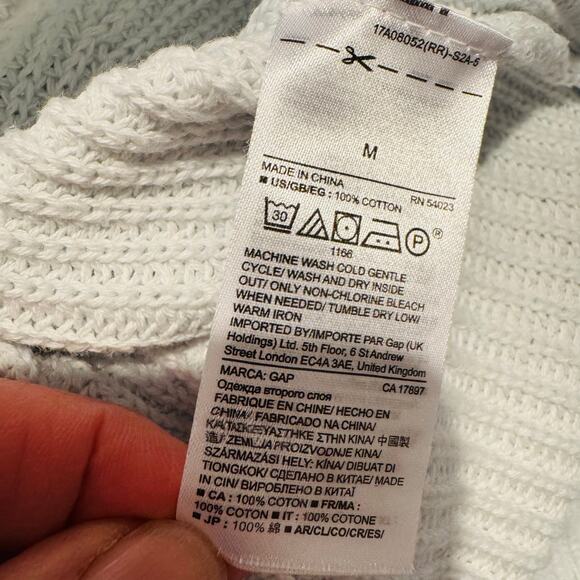 17A08052(RR)-S2A-5
M
MADE IN CHINA
RN 54023
■ US/GB/EG : 100% COTTON
30
P®
1166
MACHINE WASH COLD GENTLE
CYCLE/ WASH AND DRY INSIDE
OUT/ ONLY NON-CHLORINE BLEACH
WHEN NEEDED/ TUMBLE DRY LOW/
WARM IRON
IMPORTED BY/IMPORTE PAR Gap (UK
Holdings) Ltd. 5th Floor, 6 St Andrew
Street London EC4A 3AE, United Kingdom
MARCA: GAP
CA 17897
Одежда второго слоя
FABRIQUE EN CHINE/ HECHO EN
CHINA/ FABRICADO NA CHINA/
ΚΑΤΑΣΚΕΥΑΣΤΗΚΕ ΣΤΗΝ ΚΙΝΑ/ 中國製
造/ ZEMLJA PROIZVODNJE KINA/
SZÁRMAZÁSI HELY: KÍNA/ DIBUAT DI
TIONGKOK/ СДЕЛАНО В КИТАЕ/ MADE
IN CIN/ ВИРОБЛЕНО В КИТАЇ
■ CA : 100% COTTON ■ FR/MA :
100% COTON ■ IT : 100% COTONE
■ JP : 100% 綿 ■ AR/CL/CO/CR/ES/